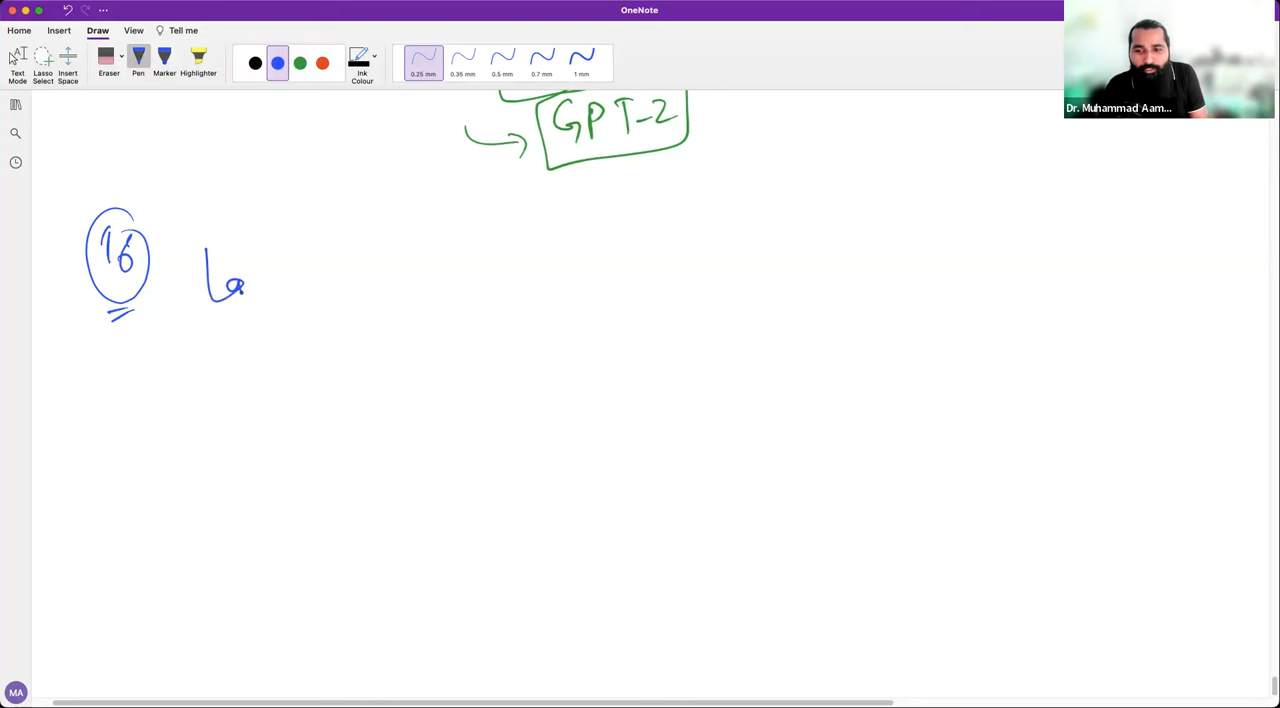 OneNote
Home Insert Draw View Tell me
Text Mode Lasso Select Insert Space Eraser Pen Marker Highlighter Ink Colour 0.25 mm 0.35 mm 0.5 mm 0.7 mm 1 mm
Dr. Muhammad Aam...
GPT-2
16 La
MA